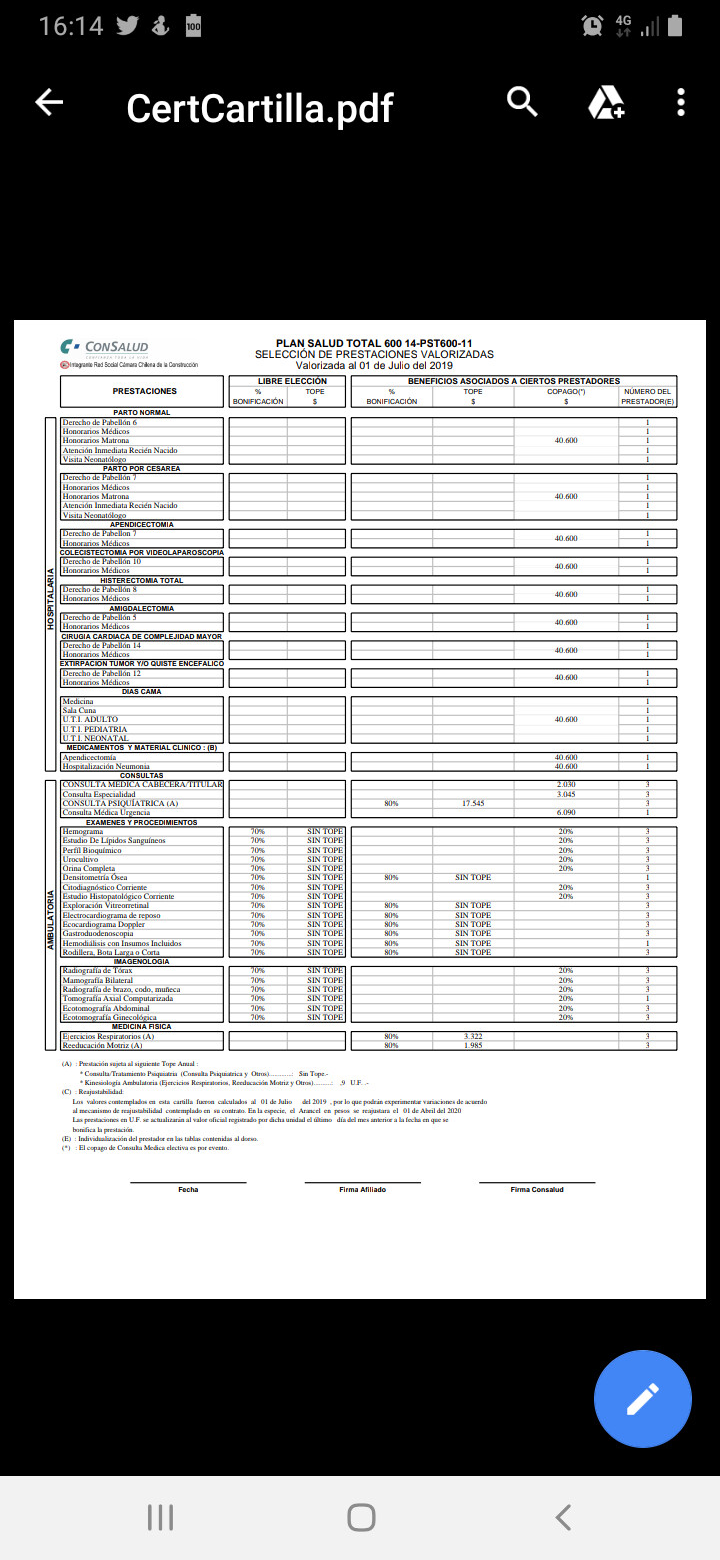 16:14
100
4G
CertCartilla.pdf
CONSALUD
Integrante Red Social Cámara Chilena de la Construcción
PLAN SALUD TOTAL 600 14-PST600-11
SELECCIÓN DE PRESTACIONES VALORIZADAS
Valorizada al 01 de Julio del 2019
PRESTACIONES
LIBRE ELECCIÓN
BENEFICIOS ASOCIADOS A CIERTOS PRESTADORES
% BONIFICACIÓN TOPE $ % BONIFICACIÓN TOPE $ COPAGO(*) $ NÚMERO DEL PRESTADOR(E)
HOSPITALARIA
PARTO NORMAL
Derecho de Pabellón 6 1
Honorarios Médicos 1
Honorarios Matrona 40.600 1
Atención Inmediata Recién Nacido 1
Visita Neonatólogo 1
PARTO POR CESAREA
Derecho de Pabellón 7 1
Honorarios Médicos 1
Honorarios Matrona 40.600 1
Atención Inmediata Recién Nacido 1
Visita Neonatólogo 1
APENDICECTOMIA
Derecho de Pabellon 7 1
Honorarios Médicos 40.600 1
COLECISTECTOMIA POR VIDEOLAPAROSCOPIA
Derecho de Pabellón 10 1
Honorarios Médicos 40.600 1
HISTERECTOMIA TOTAL
Derecho de Pabellón 8 1
Honorarios Médicos 40.600 1
AMIGDALECTOMIA
Derecho de Pabellón 5 1
Honorarios Médicos 40.600 1
CIRUGIA CARDIACA DE COMPLEJIDAD MAYOR
Derecho de Pabellón 14 1
Honorarios Médicos 40.600 1
EXTIRPACION TUMOR Y/O QUISTE ENCEFALICO
Derecho de Pabellón 12 1
Honorarios Médicos 40.600 1
DIAS CAMA
Medicina 1
Sala Cuna 1
U.T.I. ADULTO 40.600 1
U.T.I. PEDIATRIA 1
U.T.I. NEONATAL 1
MEDICAMENTOS Y MATERIAL CLINICO : (B)
Apendicectomía 40.600 1
Hospitalización Neumonia 40.600 1
AMBULATORIA
CONSULTAS
CONSULTA MEDICA CABECERA/TITULAR 2.030 3
Consulta Especialidad 3.045 3
CONSULTA PSIQUÍATRICA (A) 80% 17.545 3
Consulta Médica Urgencia 6.090 1
EXAMENES Y PROCEDIMIENTOS
Hemograma 70% SIN TOPE 20% 3
Estudio De Lípidos Sanguíneos 70% SIN TOPE 20% 3
Perfil Bioquímico 70% SIN TOPE 20% 3
Urocultivo 70% SIN TOPE 20% 3
Orina Completa 70% SIN TOPE 20% 3
Densitometría Ósea 70% SIN TOPE 80% SIN TOPE 1
Citodiagnóstico Corriente 70% SIN TOPE 20% 3
Estudio Histopatológico Corriente 70% SIN TOPE 20% 3
Exploración Vitreorretinal 70% SIN TOPE 80% SIN TOPE 3
Electrocardiograma de reposo 70% SIN TOPE 80% SIN TOPE 3
Ecocardiograma Doppler 70% SIN TOPE 80% SIN TOPE 3
Gastroduodenoscopia 70% SIN TOPE 80% SIN TOPE 3
Hemodiálisis con Insumos Incluidos 70% SIN TOPE 80% SIN TOPE 1
Rodillera, Bota Larga o Corta 70% SIN TOPE 80% SIN TOPE 3
IMAGENOLOGIA
Radiografía de Tórax 70% SIN TOPE 20% 3
Mamografía Bilateral 70% SIN TOPE 20% 3
Radiografía de brazo, codo, muñeca 70% SIN TOPE 20% 3
Tomografía Axial Computarizada 70% SIN TOPE 20% 1
Ecotomografía Abdominal 70% SIN TOPE 20% 3
Ecotomografía Ginecológica 70% SIN TOPE 20% 3
MEDICINA FISICA
Ejercicios Respiratorios (A) 80% 3.322 3
Reeducación Motriz (A) 80% 1.985 3
(A) : Prestación sujeta al siguiente Tope Anual :
* Consulta/Tratamiento Psiquiatria (Consulta Psiquiatrica y Otros)...........: Sin Tope.-
* Kinesiología Ambulatoria (Ejercicios Respiratorios, Reeducación Motriz y Otros).........: ,9 U.F. .-
(C) : Reajustabilidad:
Los valores contemplados en esta cartilla fueron calculados al 01 de Julio del 2019 , por lo que podrán experimentar variaciones de acuerdo
al mecanismo de reajustabilidad contemplado en su contrato. En la especie, el Arancel en pesos se reajustara el 01 de Abril del 2020
Las prestaciones en U.F. se actualizarán al valor oficial registrado por dicha unidad el último día del mes anterior a la fecha en que se
bonifica la prestación.
(E) : Individualización del prestador en las tablas contenidas al dorso.
(*) : El copago de Consulta Medica electiva es por evento.
Fecha Firma Afiliado Firma Consalud